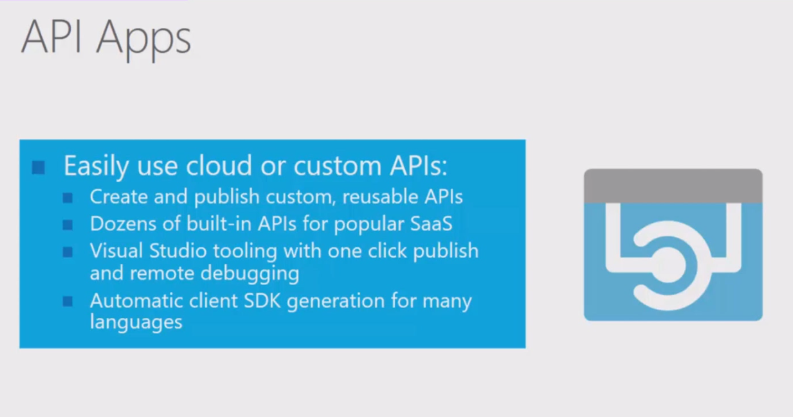 API Apps
Easily use cloud or custom APIs:
Create and publish custom, reusable APIs
Dozens of built-in APIs for popular SaaS
Visual Studio tooling with one click publish
and remote debugging
Automatic client SDK generation for many
languages